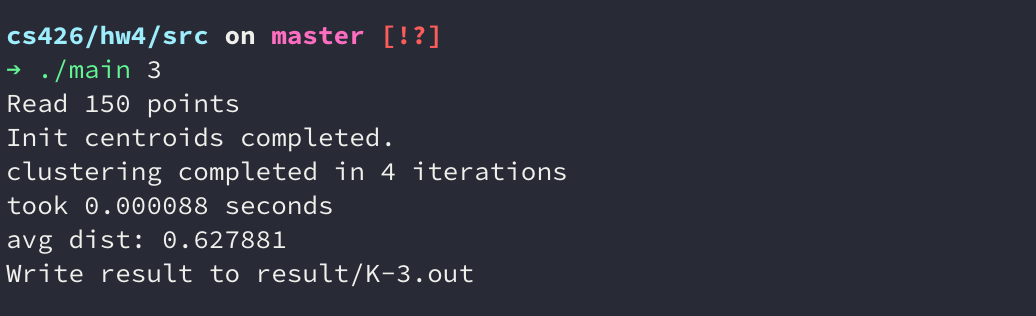 cs426/hw4/src on master [!?]
➜ ./main 3
Read 150 points
Init centroids completed.
clustering completed in 4 iterations
took 0.000088 seconds
avg dist: 0.627881
Write result to result/K-3.out